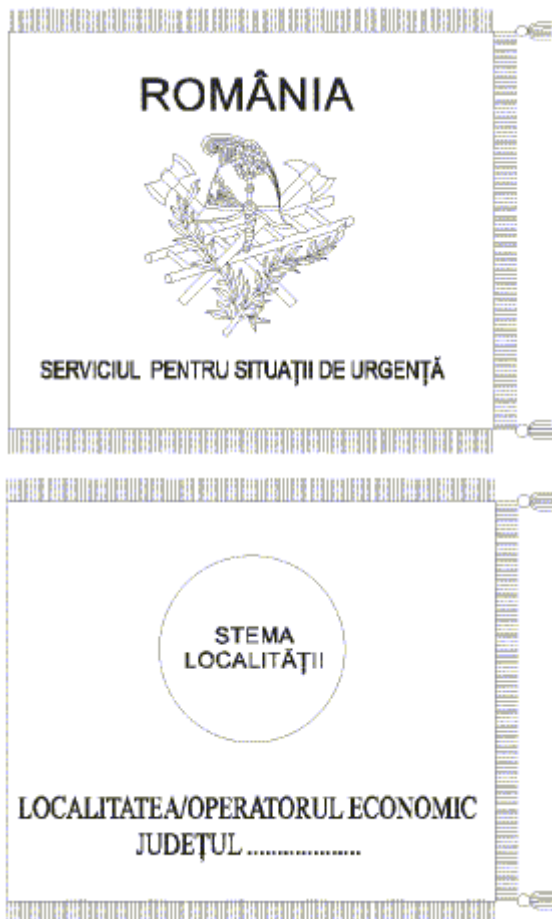 ROMÂNIA
SERVICIUL PENTRU SITUAȚII DE URGENȚĂ
STEMA
LOCALITĂȚII
LOCALITATEA/OPERATORUL ECONOMIC
JUDEȚUL ...................